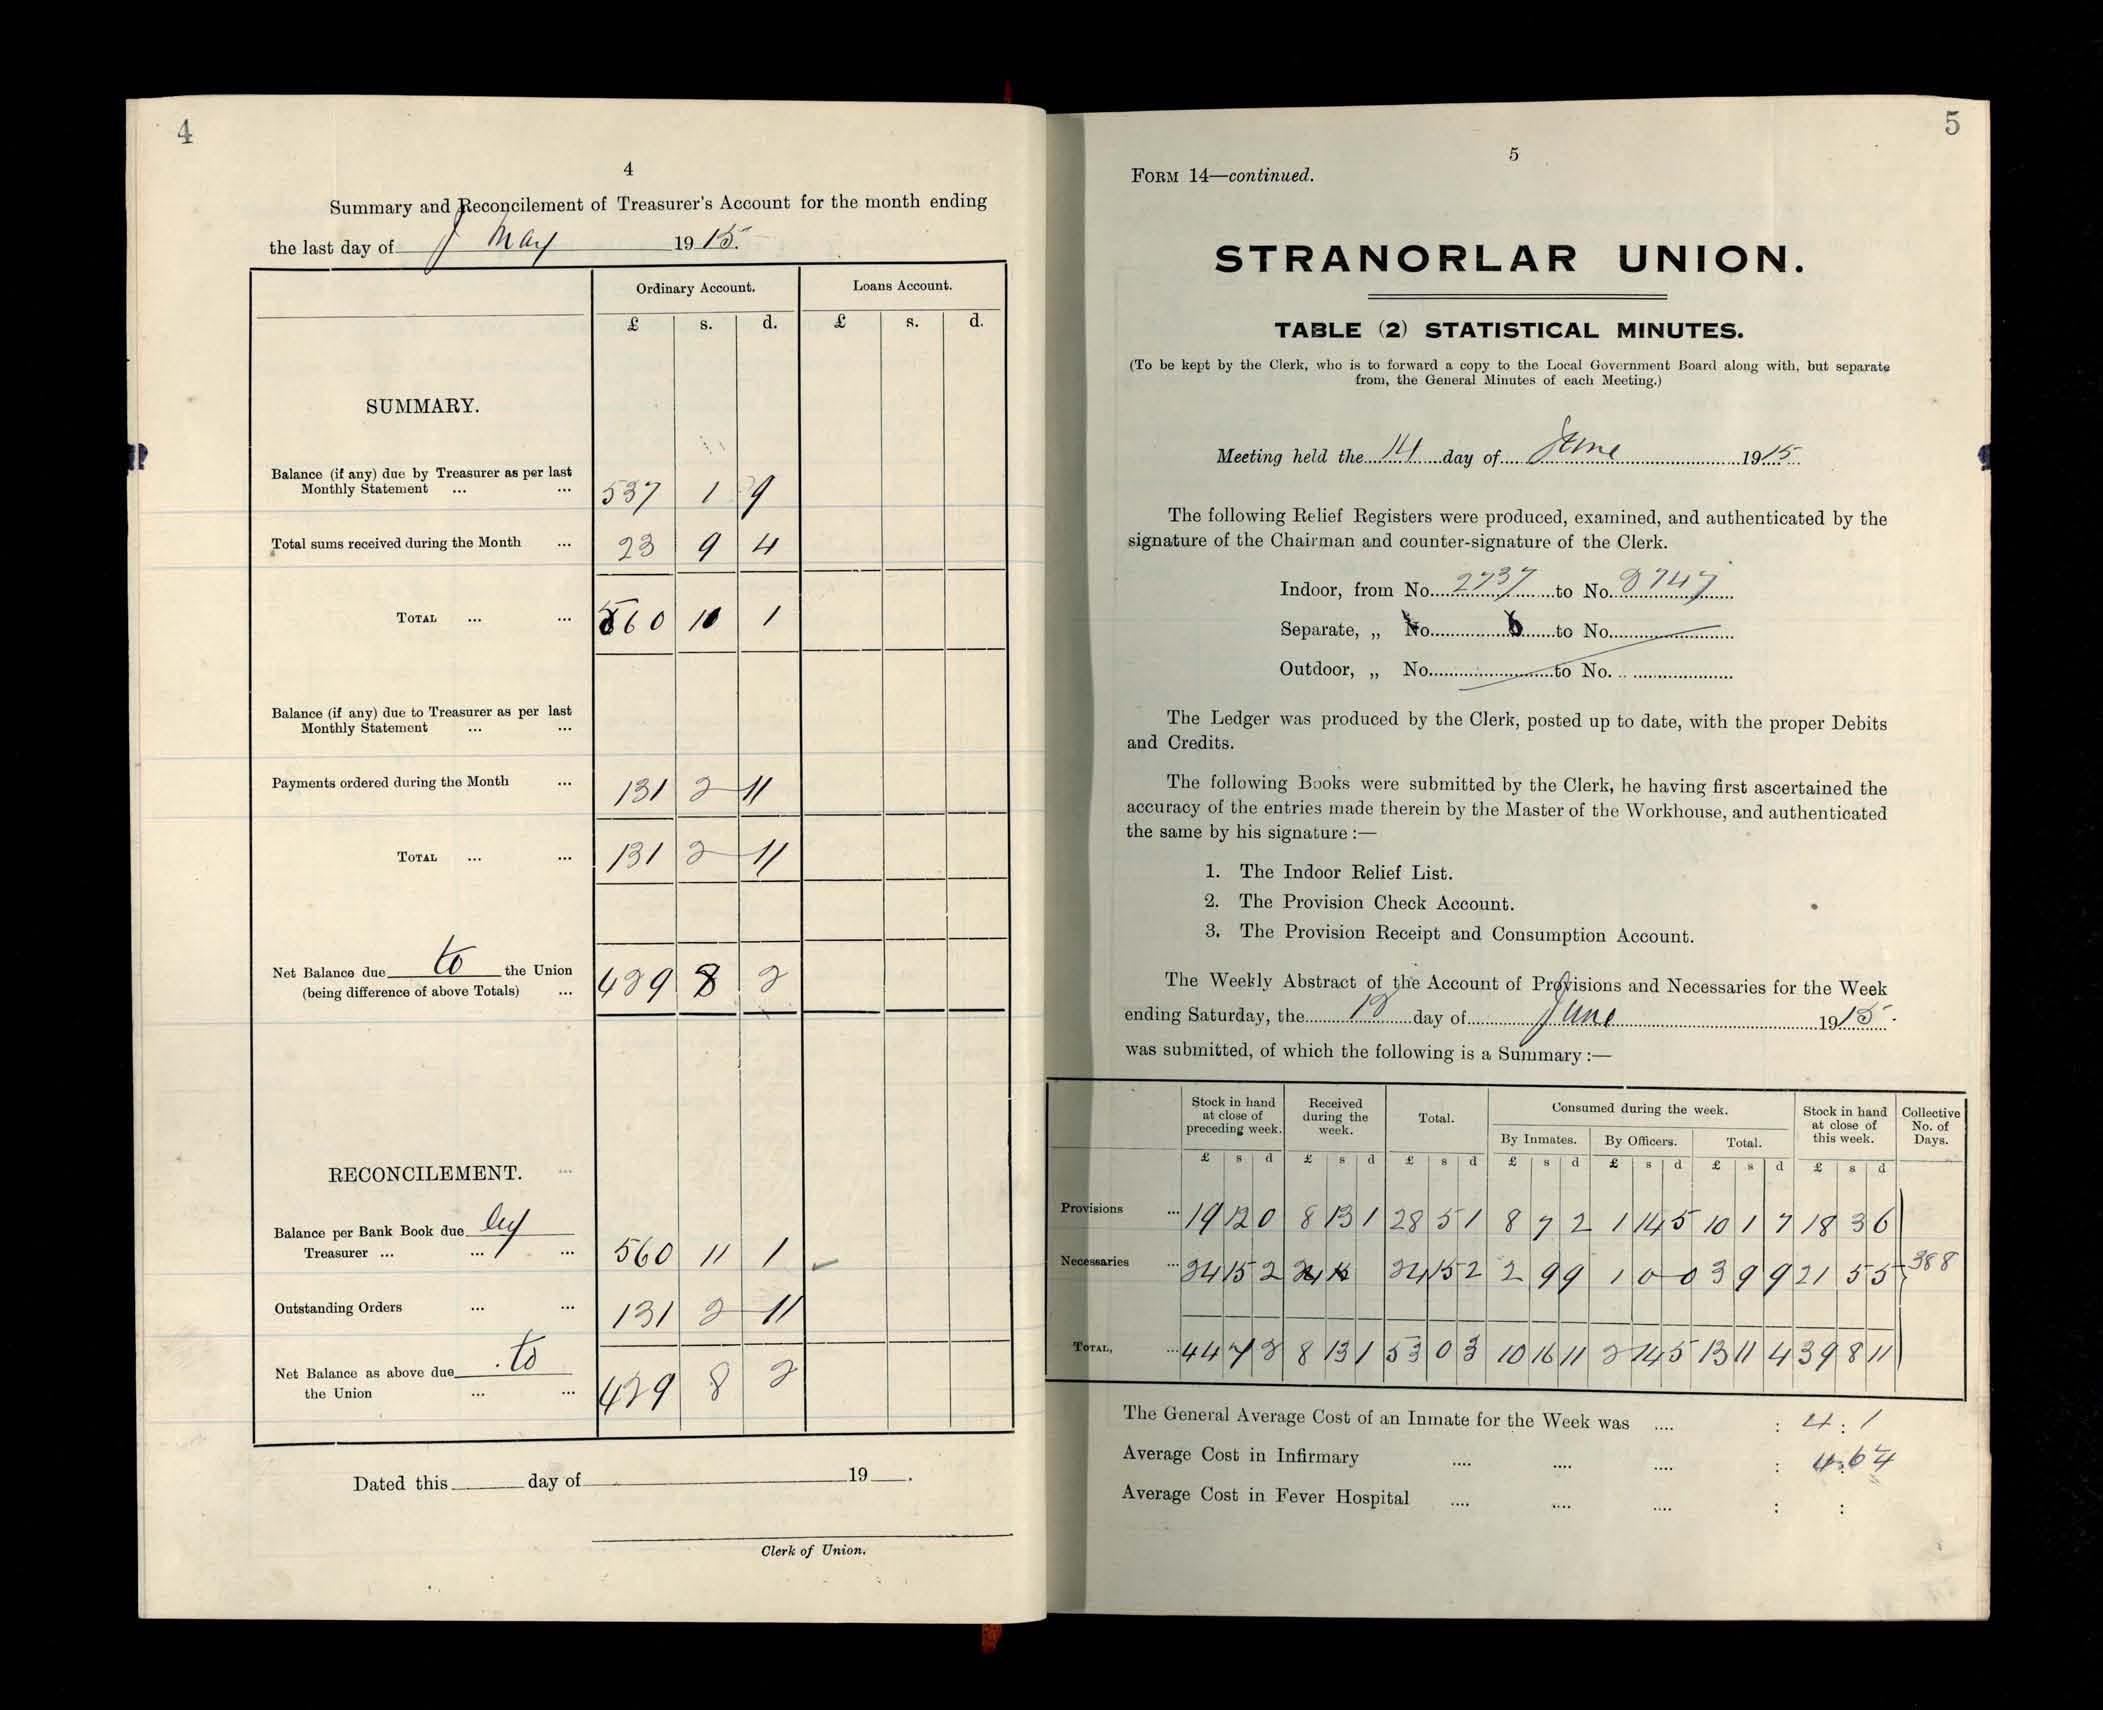 4
4
Summary and Reconcilement of Treasurer's Account for the month ending
the last day of May 1915.
Ordinary Account. Loans Account.
£ s. d. £ s. d.
SUMMARY.
Balance (if any) due by Treasurer as per last
Monthly Statement ... ... 537 1 9
Total sums received during the Month ... 23 9 4
TOTAL ... ... 560 11 1
Balance (if any) due to Treasurer as per last
Monthly Statement ... ...
Payments ordered during the Month ... 131 2 11
TOTAL ... ... 131 2 11
Net Balance due to the Union
(being difference of above Totals) ... 429 8 2
RECONCILEMENT. ...
Balance per Bank Book due by
Treasurer ... ... ... 560 11 1
Outstanding Orders ... ... 131 2 11
Net Balance as above due to
the Union ... ... 429 8 2
Dated this day of 19 .
Clerk of Union.
5
5
FORM 14—continued.
STRANORLAR UNION.
TABLE (2) STATISTICAL MINUTES.
(To be kept by the Clerk, who is to forward a copy to the Local Government Board along with, but separate
from, the General Minutes of each Meeting.)
Meeting held the 14 day of June 1915.
The following Relief Registers were produced, examined, and authenticated by the
signature of the Chairman and counter-signature of the Clerk.
Indoor, from No. 2737 to No. 2747
Separate, „ No. to No.
Outdoor, „ No. to No.
The Ledger was produced by the Clerk, posted up to date, with the proper Debits
and Credits.
The following Books were submitted by the Clerk, he having first ascertained the
accuracy of the entries made therein by the Master of the Workhouse, and authenticated
the same by his signature :—
1. The Indoor Relief List.
2. The Provision Check Account.
3. The Provision Receipt and Consumption Account.
The Weekly Abstract of the Account of Provisions and Necessaries for the Week
ending Saturday, the 12 day of June 1915.
was submitted, of which the following is a Summary :—
Stock in hand at close of preceding week. Received during the week. Total. Consumed during the week. Stock in hand at close of this week. Collective No. of Days.
By Inmates. By Officers. Total.
£ s d £ s d £ s d £ s d £ s d £ s d £ s d
Provisions ... 19 12 0 8 13 1 28 5 1 8 7 2 1 14 5 10 1 7 18 3 6
Necessaries ... 24 15 2 24 15 2 2 9 9 1 0 0 3 9 9 21 5 5 388
TOTAL, ... 44 7 2 8 13 1 53 0 3 10 16 11 2 14 5 13 11 4 39 8 11
The General Average Cost of an Inmate for the Week was .... : 4 : 1
Average Cost in Infirmary .... .... .... :
Average Cost in Fever Hospital .... .... .... : :